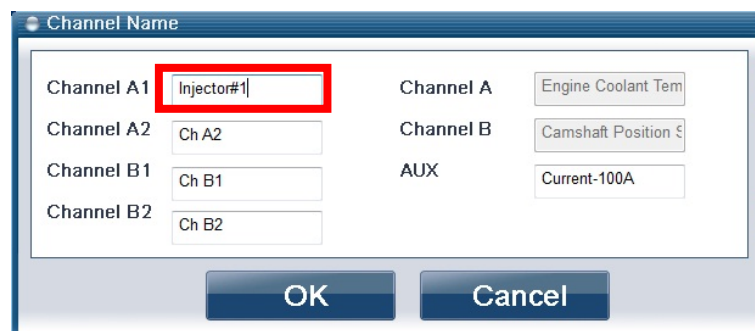 Channel Name
Channel A1 Injector#1 Channel A Engine Coolant Tem
Channel A2 Ch A2 Channel B Camshaft Position S
Channel B1 Ch B1 AUX Current-100A
Channel B2 Ch B2
OK Cancel